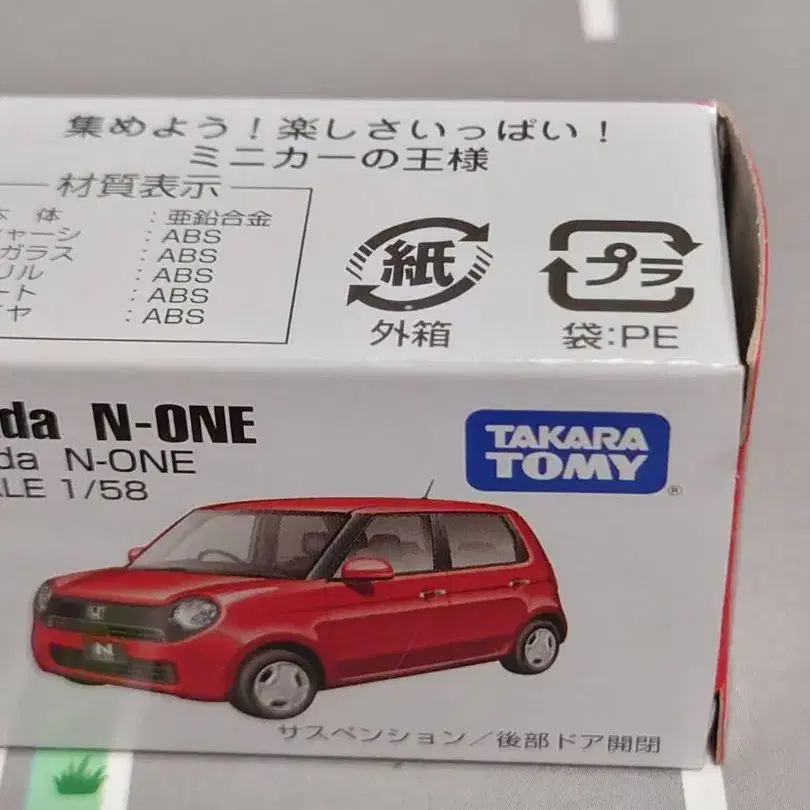 集めよう！楽しさいっぱい！
ミニカーの王様
材質表示
本 体 : 亜鉛合金
シャーシ : ABS
ガラス : ABS
リル : ABS
ート : ABS
ヤ : ABS
紙
外箱
プラ
袋:PE
da N-ONE
da N-ONE
LE 1/58
TAKARA
TOMY
®
N
サスペンション／後部ドア開閉